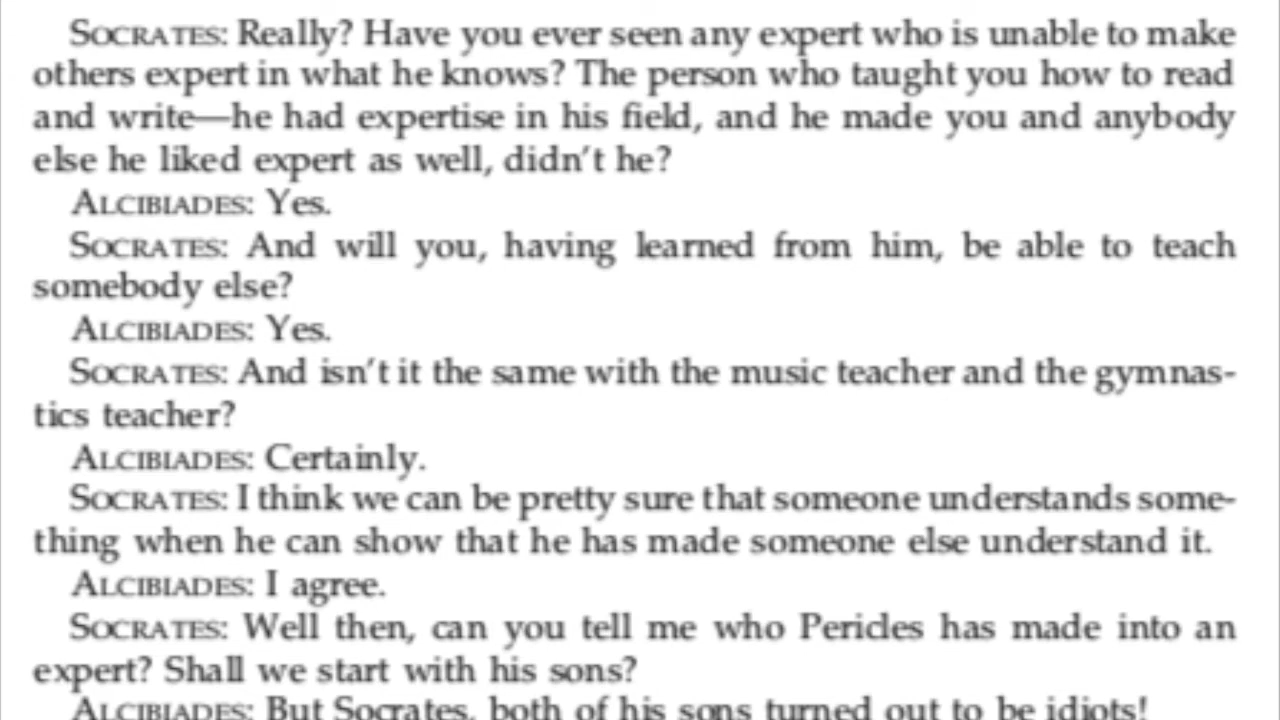 SOCRATES: Really? Have you ever seen any expert who is unable to make
others expert in what he knows? The person who taught you how to read
and write—he had expertise in his field, and he made you and anybody
else he liked expert as well, didn’t he?
ALCIBIADES: Yes.
SOCRATES: And will you, having learned from him, be able to teach
somebody else?
ALCIBIADES: Yes.
SOCRATES: And isn’t it the same with the music teacher and the gymnas-
tics teacher?
ALCIBIADES: Certainly.
SOCRATES: I think we can be pretty sure that someone understands some-
thing when he can show that he has made someone else understand it.
ALCIBIADES: I agree.
SOCRATES: Well then, can you tell me who Pericles has made into an
expert? Shall we start with his sons?
ALCIBIADES: But Socrates, both of his sons turned out to be idiots!